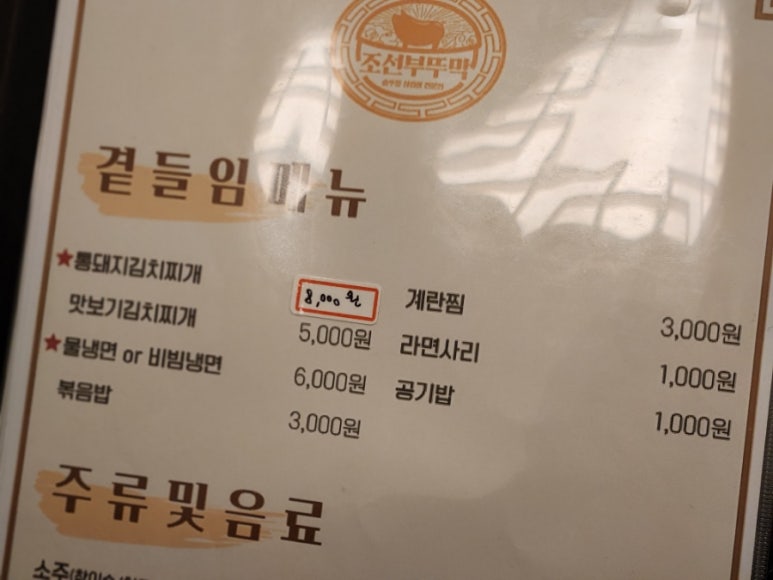 조선부뚜막
곁들임 메뉴
★통돼지김치찌개 8,000원
맛보기김치찌개 5,000원
★물냉면 or 비빔냉면 6,000원
볶음밥 3,000원
계란찜 3,000원
라면사리 1,000원
공기밥 1,000원
주류및음료
소주